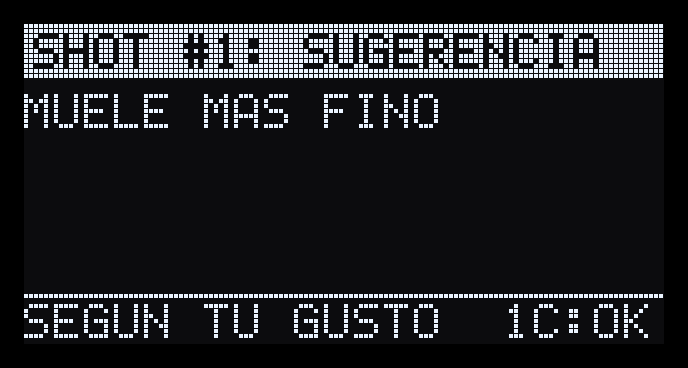 SHOT #1: SUGERENCIA
MUELE MAS FINO
SEGUN TU GUSTO 1C:OK